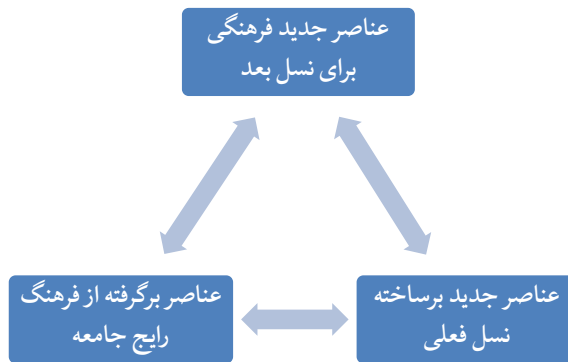 عناصر جدید فرهنگی
برای نسل بعد
عناصر جدید برساخته
نسل فعلی
عناصر برگرفته از فرهنگ
رایج جامعه